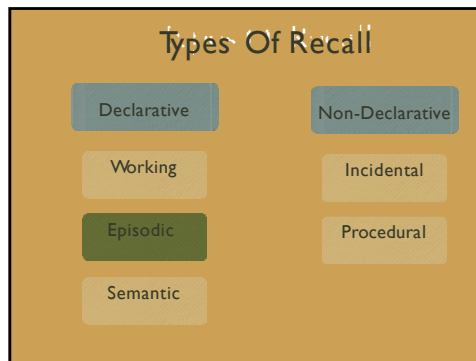 Types Of Recall
Declarative
Non-Declarative
Working
Incidental
Episodic
Procedural
Semantic